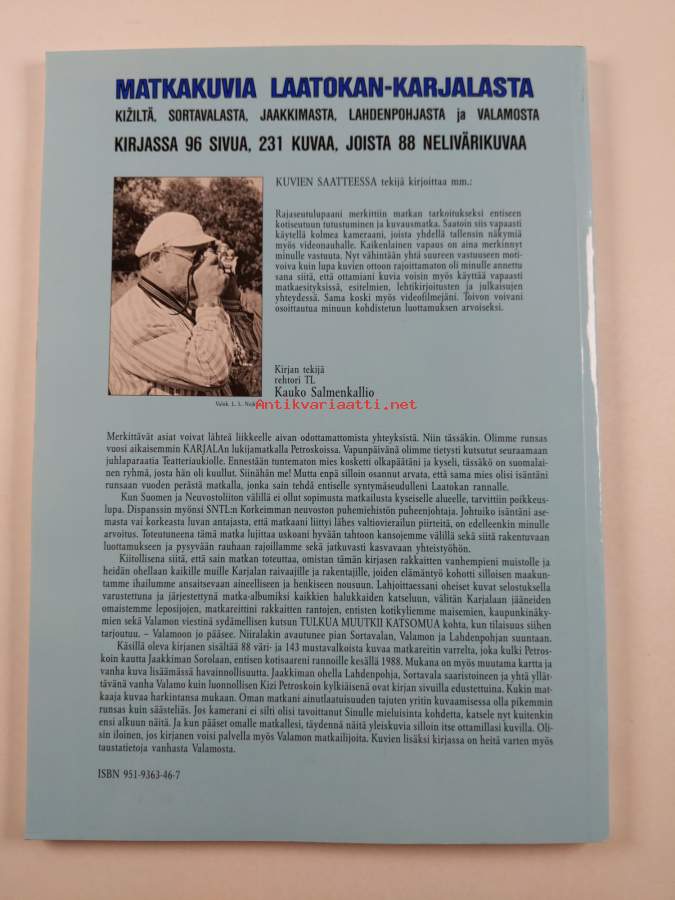 MATKAKUVIA LAATOKAN-KARJALASTA
KIŽILTÄ, SORTAVALASTA, JAAKKIMASTA, LAHDENPOHJASTA ja VALAMOSTA
KIRJASSA 96 SIVUA, 231 KUVAA, JOISTA 88 NELIVÄRIKUVAA
KUVIEN SAATTEESSA tekijä kirjoittaa mm.:
Rajaseutulupaani merkittiin matkan tarkoitukseksi entiseen
kotiseutuun tutustuminen ja kuvausmatka. Saatoin siis vapaasti
käytellä kolmea kameraani, joista yhdellä tallensin näkymiä
myös videonauhalle. Kaikenlainen vapaus on aina merkinnyt
minulle vastuuta. Nyt vähintään yhtä suureen vastuuseen moti-
voiva kuin lupa kuvien ottoon rajoittamaton oli minulle annettu
sana siitä, että ottamiani kuvia voisin myös käyttää vapaasti
matkaesityksissä, esitelmien, lehtikirjoitusten ja julkaisujen
yhteydessä. Sama koski myös videofilmejäni. Toivon voivani
osoittautua minuun kohdistetun luottamuksen arvoiseksi.
Kirjan tekijä
rehtori TL
Kauko Salmenkallio
Valok. L. L.
Antikvariaatti.net
Merkittävät asiat voivat lähteä liikkeelle aivan odottamattomista yhteyksistä. Niin tässäkin. Olimme runsas
vuosi aikaisemmin KARJALAn lukijamatkalla Petroskoissa. Vapunpäivänä olimme tietysti kutsutut seuraamaan
juhlaparaatia Teatteriaukiolle. Ennestään tuntematon mies kosketti olkapäätäni ja kyseli, tässäkö on suomalai-
nen ryhmä, josta hän oli kuullut. Siinähän me! Mutta enpä silloin osannut arvata, että sama mies olisi isäntäni
runsaan vuoden perästä matkalla, jonka sain tehdä entiselle syntymäseudulleni Laatokan rannalle.
Kun Suomen ja Neuvostoliiton välillä ei ollut sopimusta matkailusta kyseiselle alueelle, tarvittiin poikkeus-
lupa. Dispanssin myönsi SNTL:n Korkeimman neuvoston puhemiehistön puheenjohtaja. Johtuiko isäntäni ase-
masta vai korkeasta luvan antajasta, että matkaani liittyi lähes valtiovierailun piirteitä, on edelleenkin minulle
arvoitus. Toteutuneena tämä matka lujittaa uskoani hyvään tahtoon kansojemme välillä sekä siitä rakentuvaan
luottamukseen ja pysyvään rauhaan rajoillamme sekä jatkuvasti kasvavaan yhteistyöhön.
Kiitollisena siitä, että sain matkan toteuttaa, omistan tämän kirjasen rakkaitten vanhempieni muistolle ja
heidän ohellaan kaikille muille Karjalan raivaajille ja rakentajille, joiden elämäntyö kohotti silloisen maakun-
tamme ihailumme ansaitsevaan aineelliseen ja henkiseen nousuun. Lahjoittaessani oheiset kuvat selostuksella
varustettuna ja järjestettynä matka-albumiksi kaikkien halukkaiden katseluun, välitän Karjalaan jääneiden
omaistemme leposijojen, matkareittini rakkaitten rantojen, entisten kotikyliemme maisemien, kaupunkinäky-
mien sekä Valamon viestinä sydämellisen kutsun TULKUA MUUTKII KATSOMUA kohta, kun tilaisuus siihen
tarjoutuu. – Valamoon jo pääsee. Niiralakin avautunee pian Sortavalan, Valamon ja Lahdenpohjan suuntaan.
Käsillä oleva kirjanen sisältää 88 väri- ja 143 mustavalkoista kuvaa matkareitin varrelta, joka kulki Petros-
koin kautta Jaakkiman Sorolaan, entisen kotisaareni rannoille kesällä 1988. Mukana on myös muutama kartta ja
vanha kuva lisäämässä havainnollisuutta. Jaakkiman ohella Lahdenpohja, Sortavala saaristoineen ja yhtä yllät-
tävänä vanha Valamo kuin luonnollisen Kizi Petroskoin kylkiäisenä ovat kirjan sivuilla edustettuina. Kukin mat-
kaaja kuvaa harkintansa mukaan. Oman matkani ainutlaatuisuuden tajuten yritin kuvaamisessa olla pikemmin
runsas kuin säästeliäs. Jos kamerani ei silti olisi tavoittanut Sinulle mieluisinta kohdetta, katsele nyt kuitenkin
ensi alkuun näitä. Ja kun pääset omalle matkallesi, täydennä näitä yleiskuvia silloin itse ottamillasi kuvilla. Oli-
sin iloinen, jos kirjanen voisi palvella myös Valamon matkailijoita. Kuvien lisäksi kirjassa on heitä varten myös
taustatietoja vanhasta Valamosta.
ISBN 951-9363-46-7